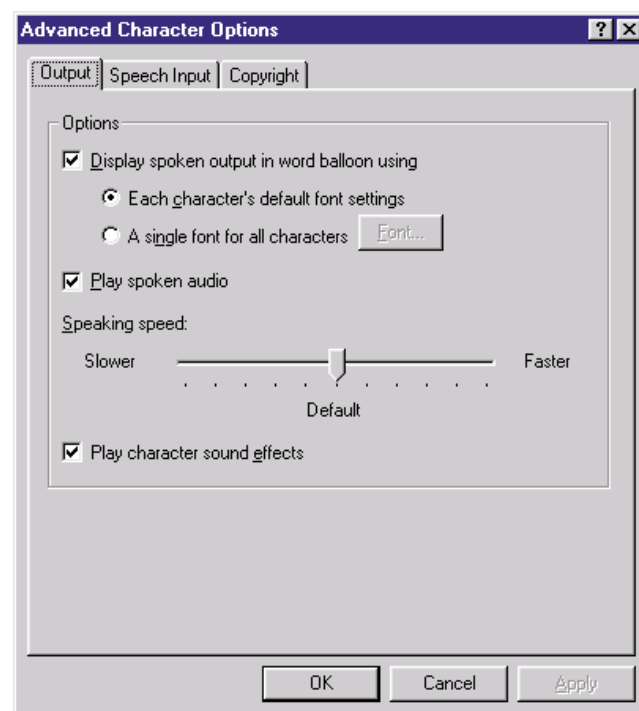 Advanced Character Options
Output Speech Input Copyright
Options
Display spoken output in word balloon using
Each character's default font settings
A single font for all characters Font...
Play spoken audio
Speaking speed:
Slower Faster
Default
Play character sound effects
OK Cancel Apply